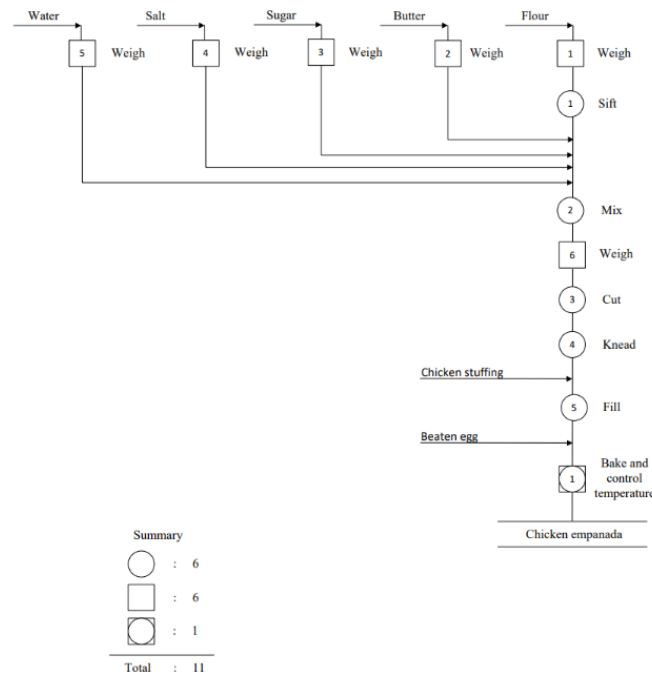 Water Salt Sugar Butter Flour
5 Weigh 4 Weigh 3 Weigh 2 Weigh 1 Weigh
1 Sift
2 Mix
6 Weigh
3 Cut
4 Knead
Chicken stuffing
5 Fill
Beaten egg
1 Bake and
control
temperature
Chicken empanada
Summary
: 6
: 6
: 1
Total : 11